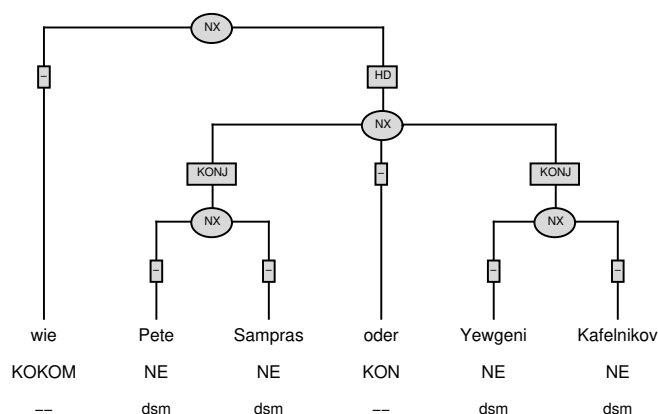 NX
– HD
NX
KONJ – KONJ
NX NX
– – – –
wie Pete Sampras oder Yewgeni Kafelnikov
KOKOM NE NE KON NE NE
–– dsm dsm –– dsm dsm